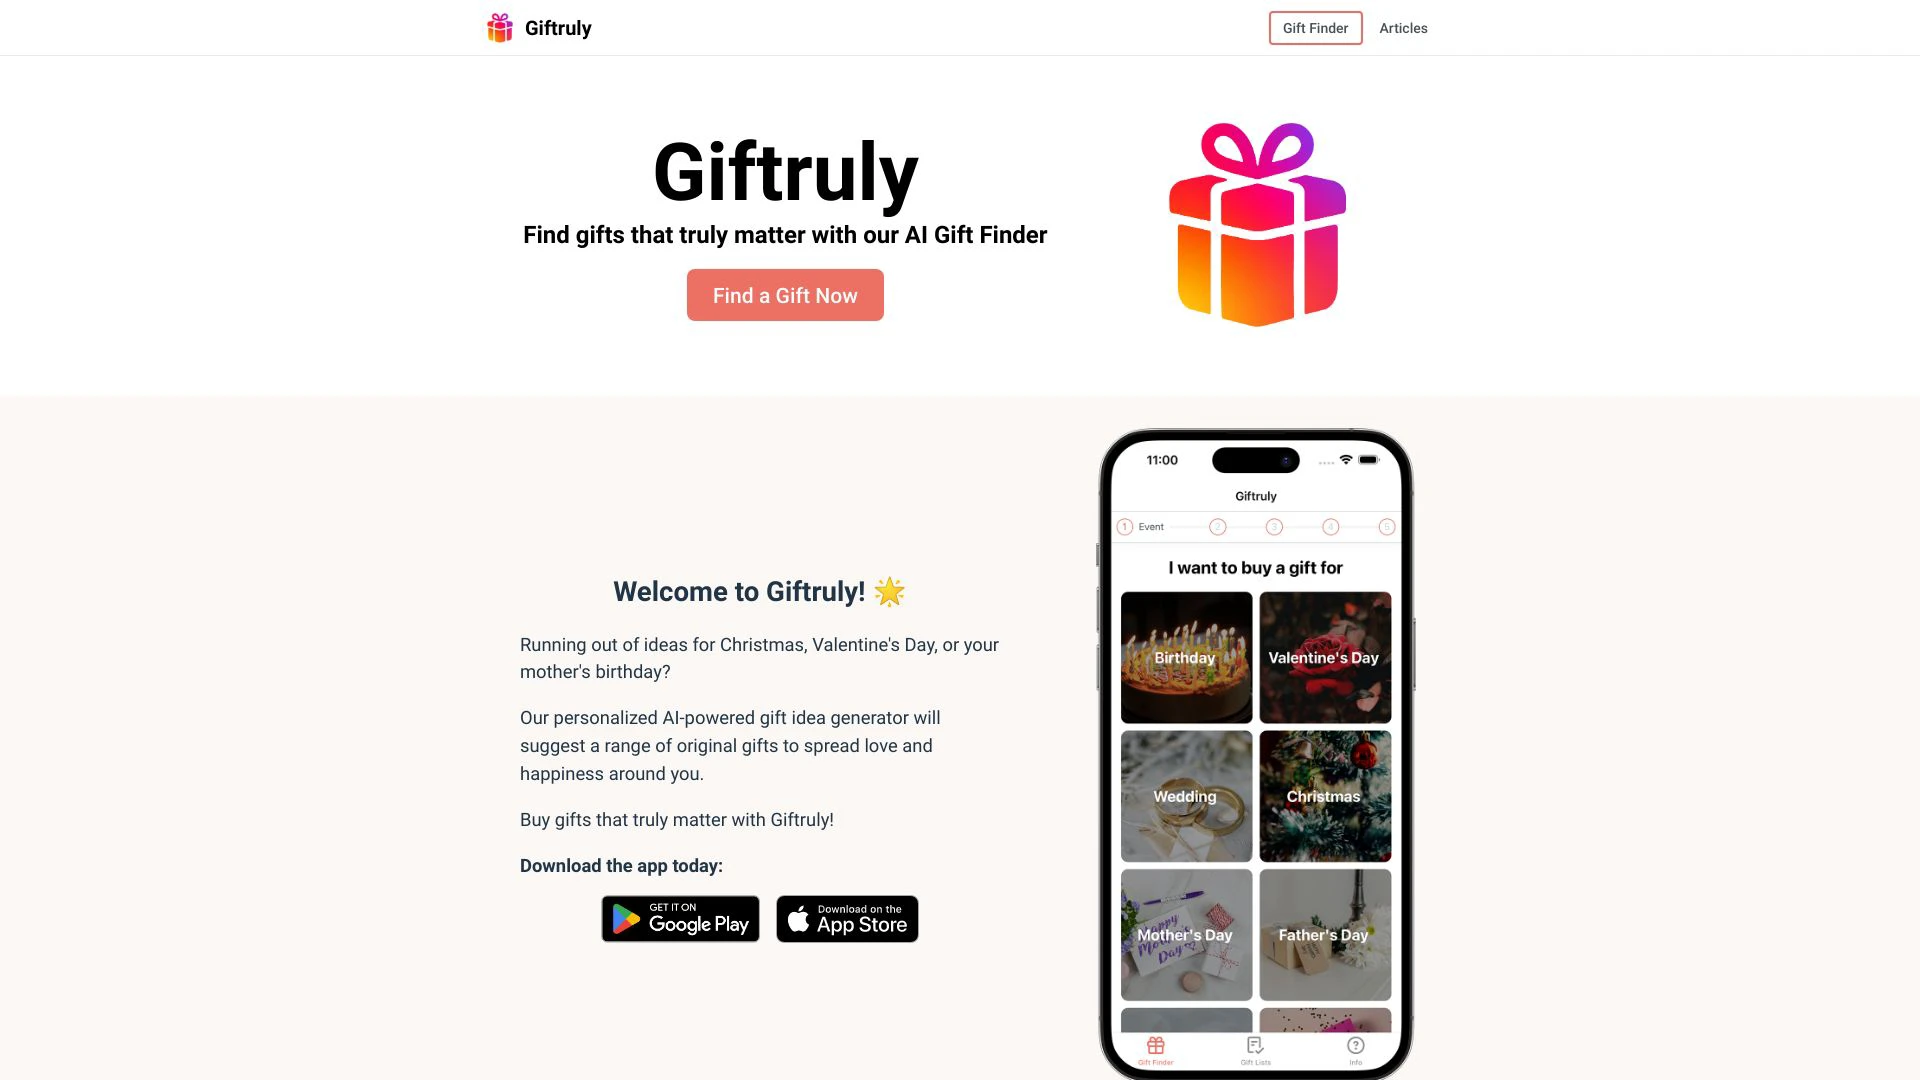 Giftruly
Gift Finder
Articles
Giftruly
Find gifts that truly matter with our AI Gift Finder
Find a Gift Now
Welcome to Giftruly! 🌟
Running out of ideas for Christmas, Valentine's Day, or your
mother's birthday?
Our personalized AI-powered gift idea generator will
suggest a range of original gifts to spread love and
happiness around you.
Buy gifts that truly matter with Giftruly!
Download the app today:
GET IT ON
Google Play
Download on the
App Store
11:00
Giftruly
1 Event 2 3 4 5
I want to buy a gift for
Birthday
Valentine's Day
Wedding
Christmas
Happy
Mother's
Day
Mother's Day
Father's Day
Gift Finder
Gift Lists
Info